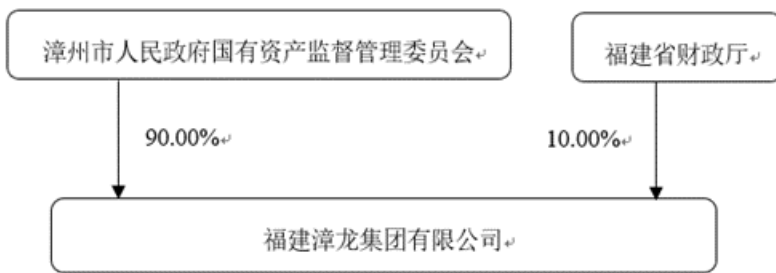 漳州市人民政府国有资产监督管理委员会
福建省财政厅
90.00%
10.00%
福建漳龙集团有限公司